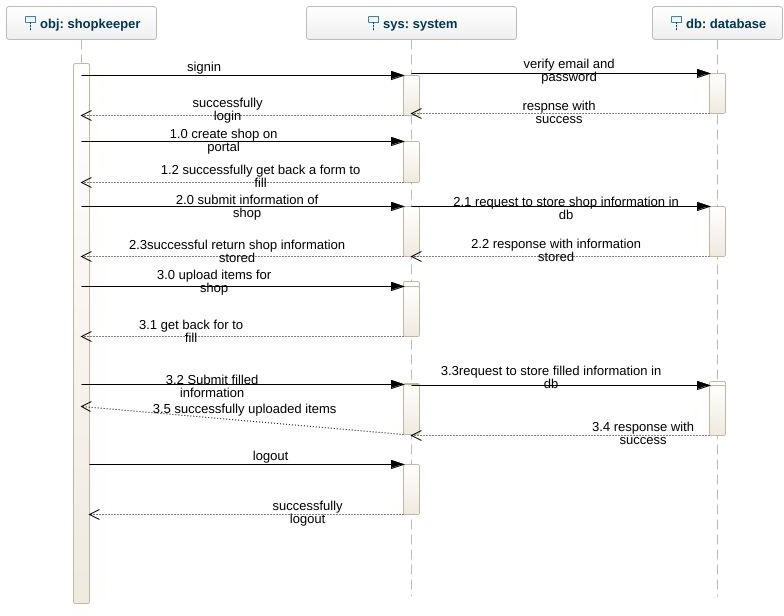 obj: shopkeeper
sys: system
db: database
signin
verify email and
password
successfully
login
respnse with
success
1.0 create shop on
portal
1.2 successfully get back a form to
fill
2.0 submit information of
shop
2.1 request to store shop information in
db
2.3successful return shop information
stored
2.2 response with information
stored
3.0 upload items for
shop
3.1 get back for to
fill
3.2 Submit filled
information
3.3request to store filled information in
db
3.5 successfully uploaded items
3.4 response with
success
logout
successfully
logout